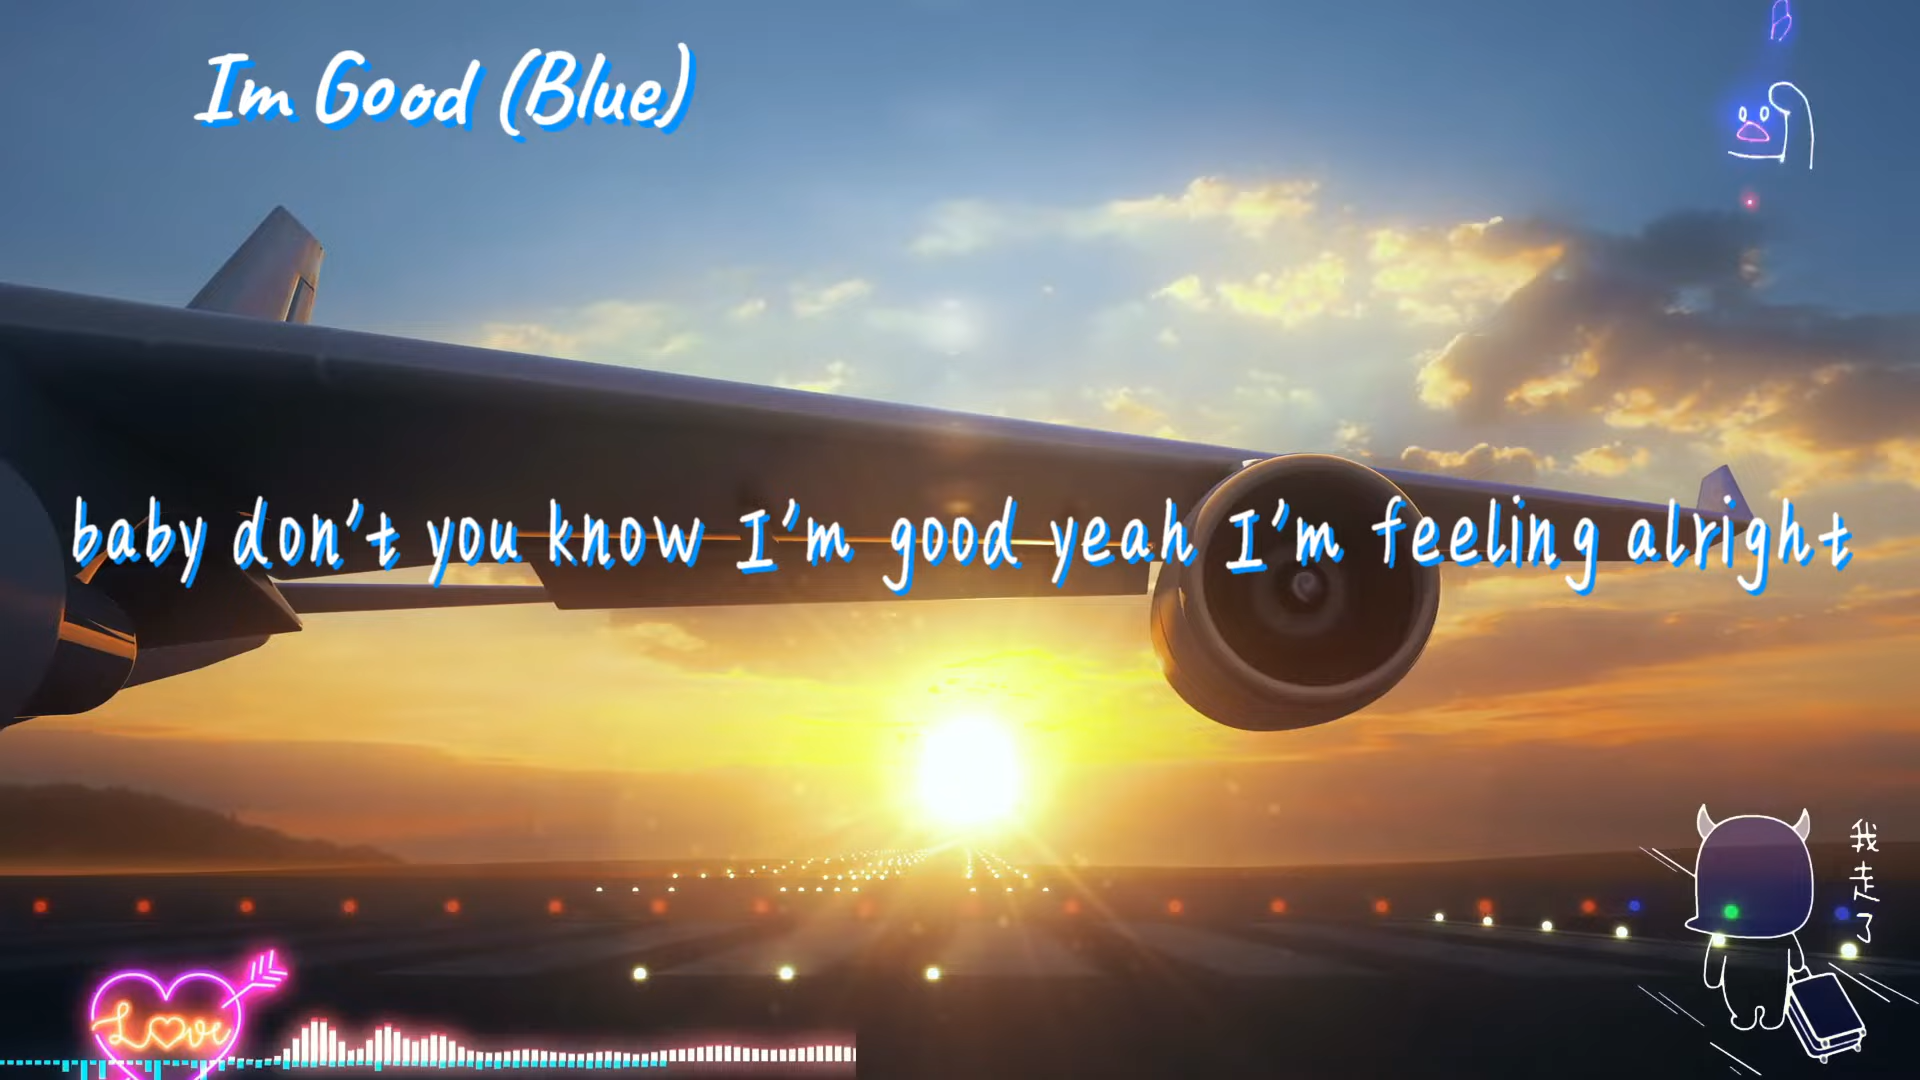 Im Good (Blue)
baby don't you know I'm good yeah I'm feeling alright
我走了
Love